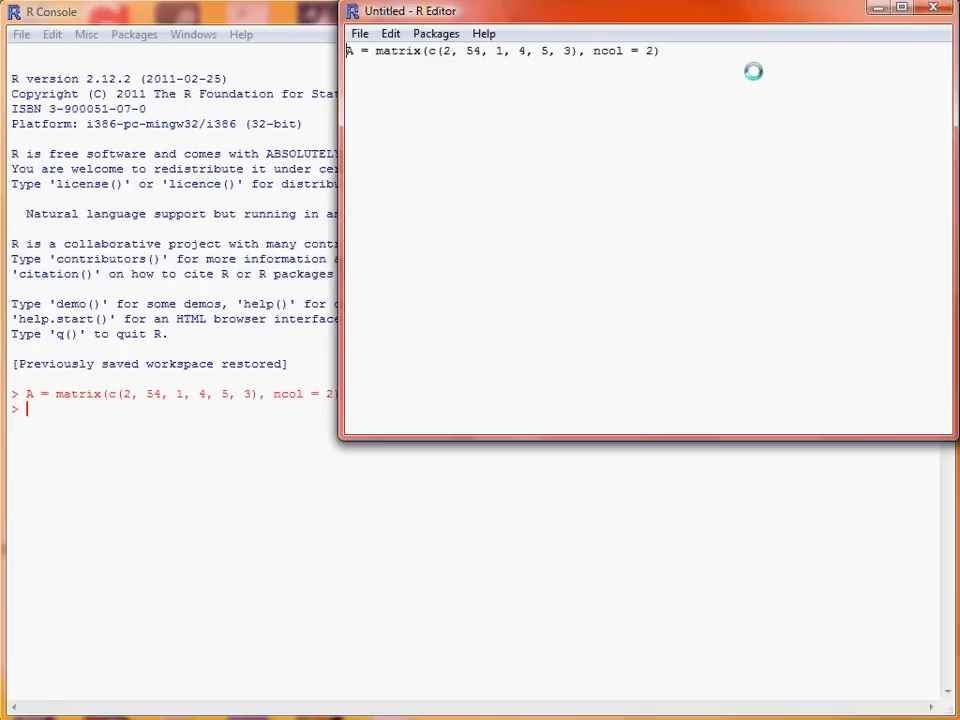 R Console
File Edit Misc Packages Windows Help
R version 2.12.2 (2011-02-25)
Copyright (C) 2011 The R Foundation for
ISBN 3-900051-07-0
Platform: i386-pc-mingw32/i386 (32-bit)
R is free software and comes with ABSOLUTELY
You are welcome to redistribute it under
Type 'license()' or 'licence()' for
Natural language support but running in
R is a collaborative project with many
Type 'contributors()' for more information
'citation()' on how to cite R or R packages
Type 'demo()' for some demos, 'help()' for
'help.start()' for an HTML browser interface
Type 'q()' to quit R.
[Previously saved workspace restored]
> A = matrix(c(2, 54, 1, 4, 5, 3), ncol = 2)
>
Untitled - R Editor
File Edit Packages Help
A = matrix(c(2, 54, 1, 4, 5, 3), ncol = 2)